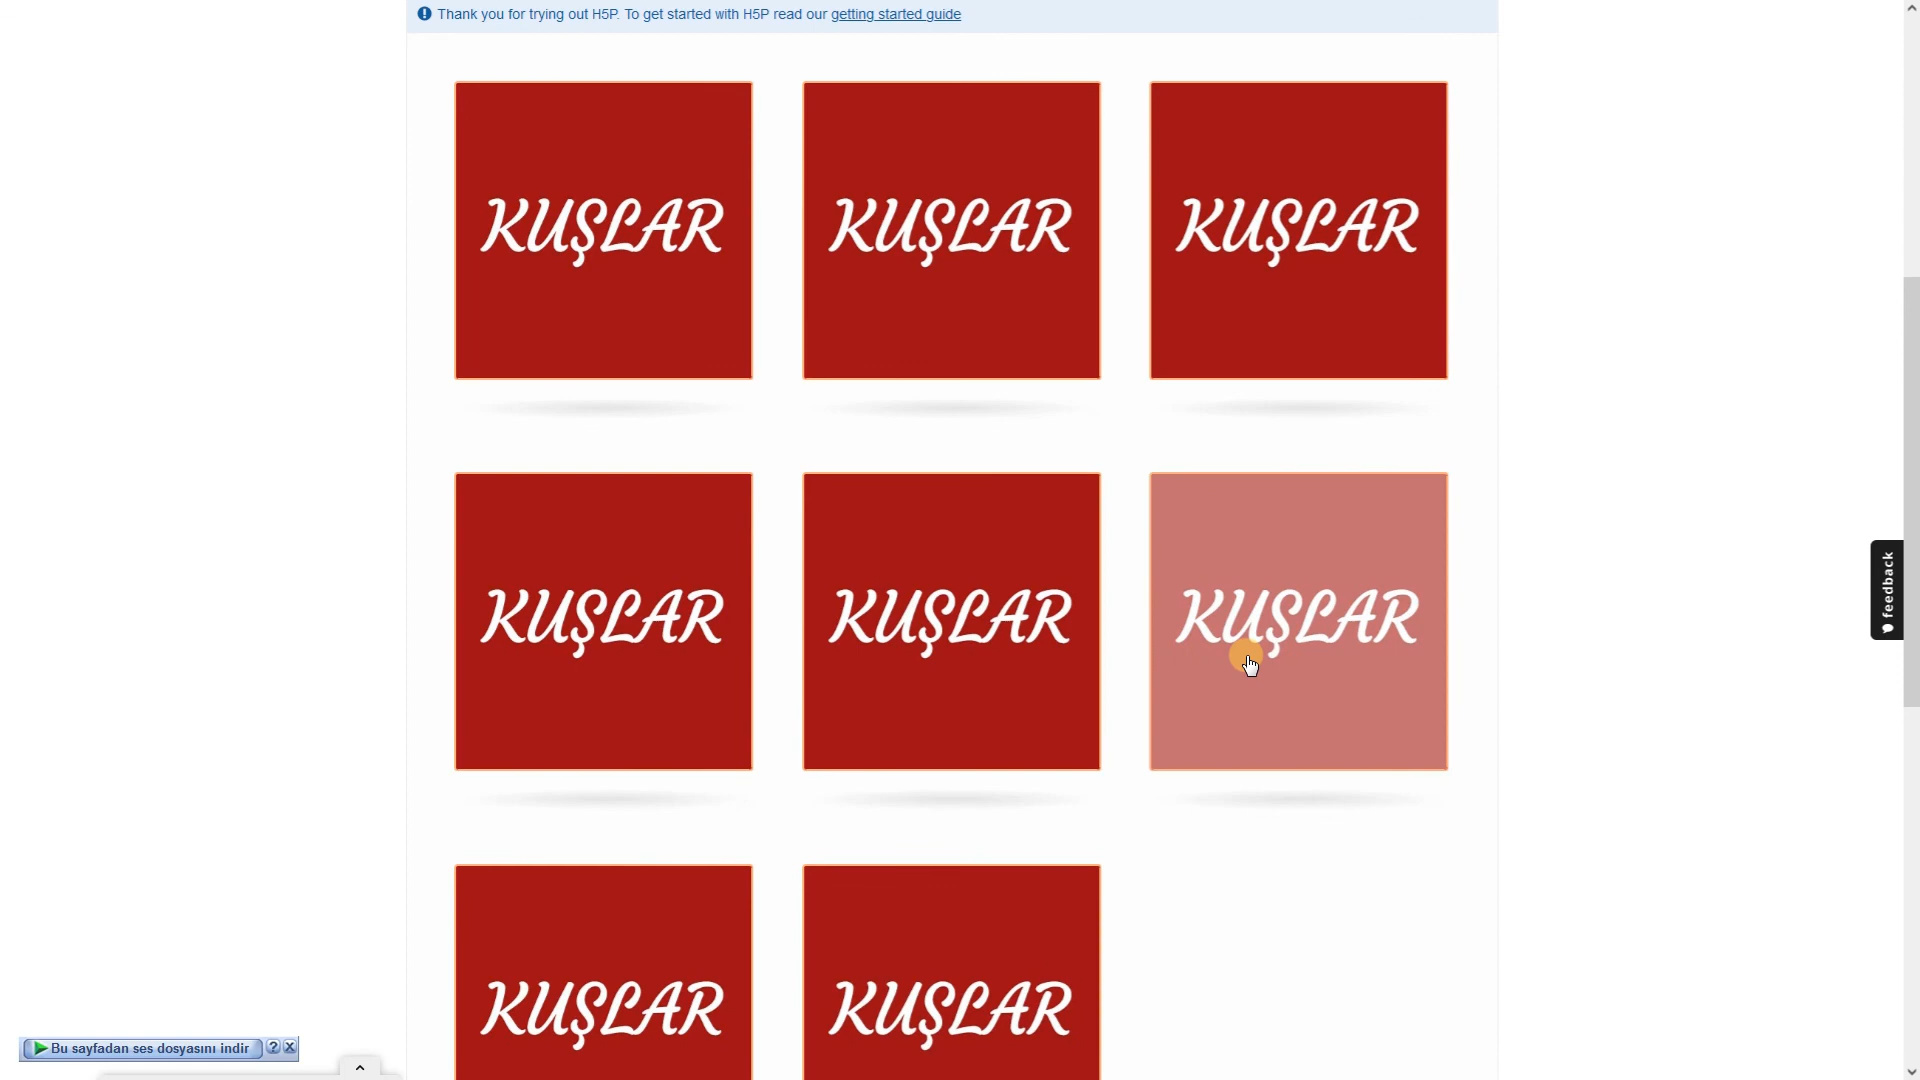 Thank you for trying out H5P. To get started with H5P read our getting started guide
KUŞLAR KUŞLAR KUŞLAR
KUŞLAR KUŞLAR KUŞLAR
feedback
KUŞLAR KUŞLAR
Bu sayfadan ses dosyasını indir ?